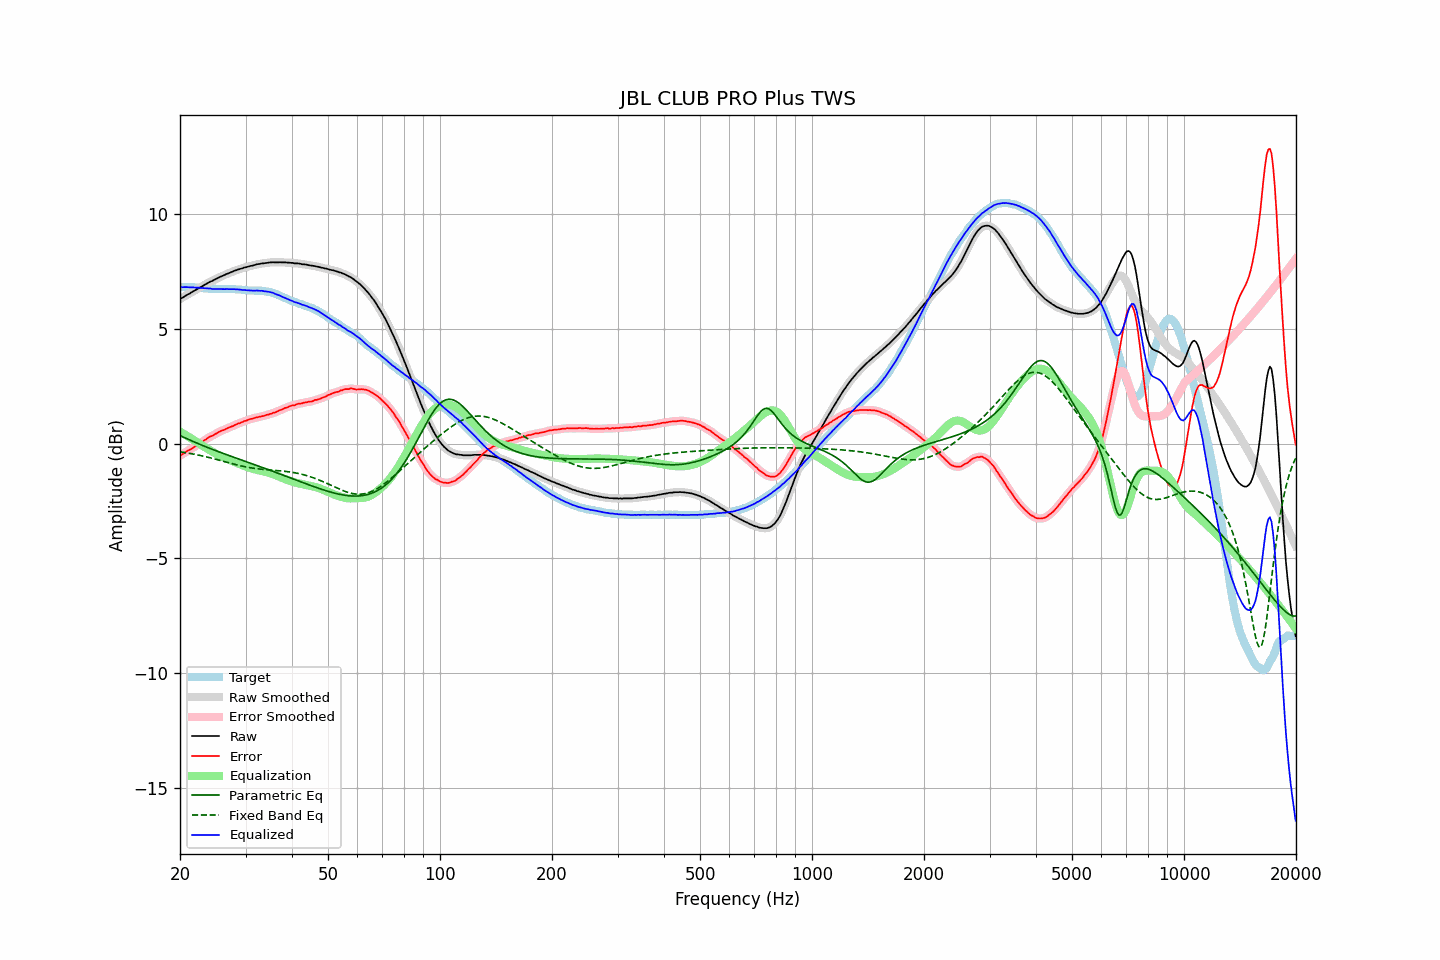 JBL CLUB PRO Plus TWS
Amplitude (dBr)
10
5
0
−5
−10
−15
Target
Raw Smoothed
Error Smoothed
Raw
Error
Equalization
Parametric Eq
Fixed Band Eq
Equalized
20 50 100 200 500 1000 2000 5000 10000 20000
Frequency (Hz)